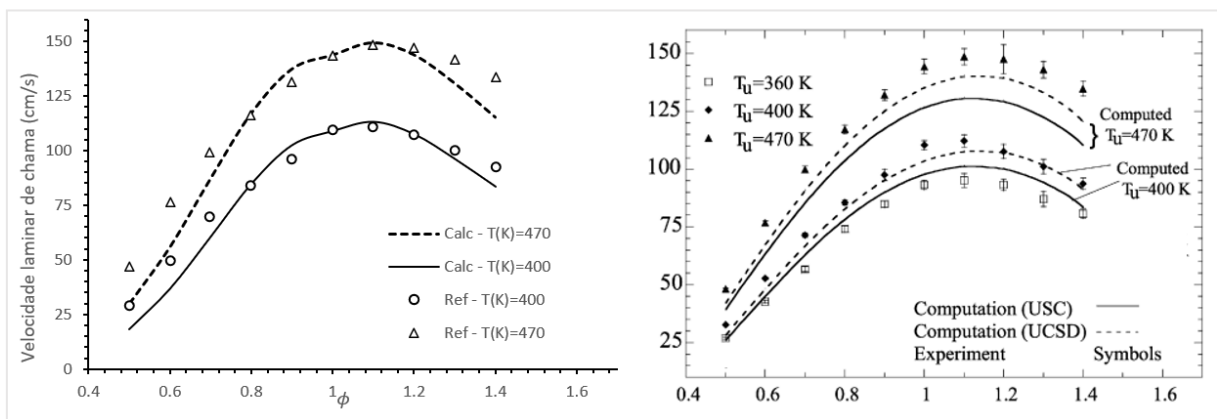 Velocidade laminar de chama (cm/s)
150
125
100
75
50
25
0
0.4
0.6
0.8
1.0
1.2
1.4
1.6
ϕ
Calc - T(K)=470
Calc - T(K)=400
Ref - T(K)=400
Ref - T(K)=470
150
125
100
75
50
25
0.4
0.6
0.8
1
1.2
1.4
1.6
Tu=360 K
Tu=400 K
Tu=470 K
Computed
Tu=470 K
Computed
Tu=400 K
Computation (USC)
Computation (UCSD)
Experiment Symbols